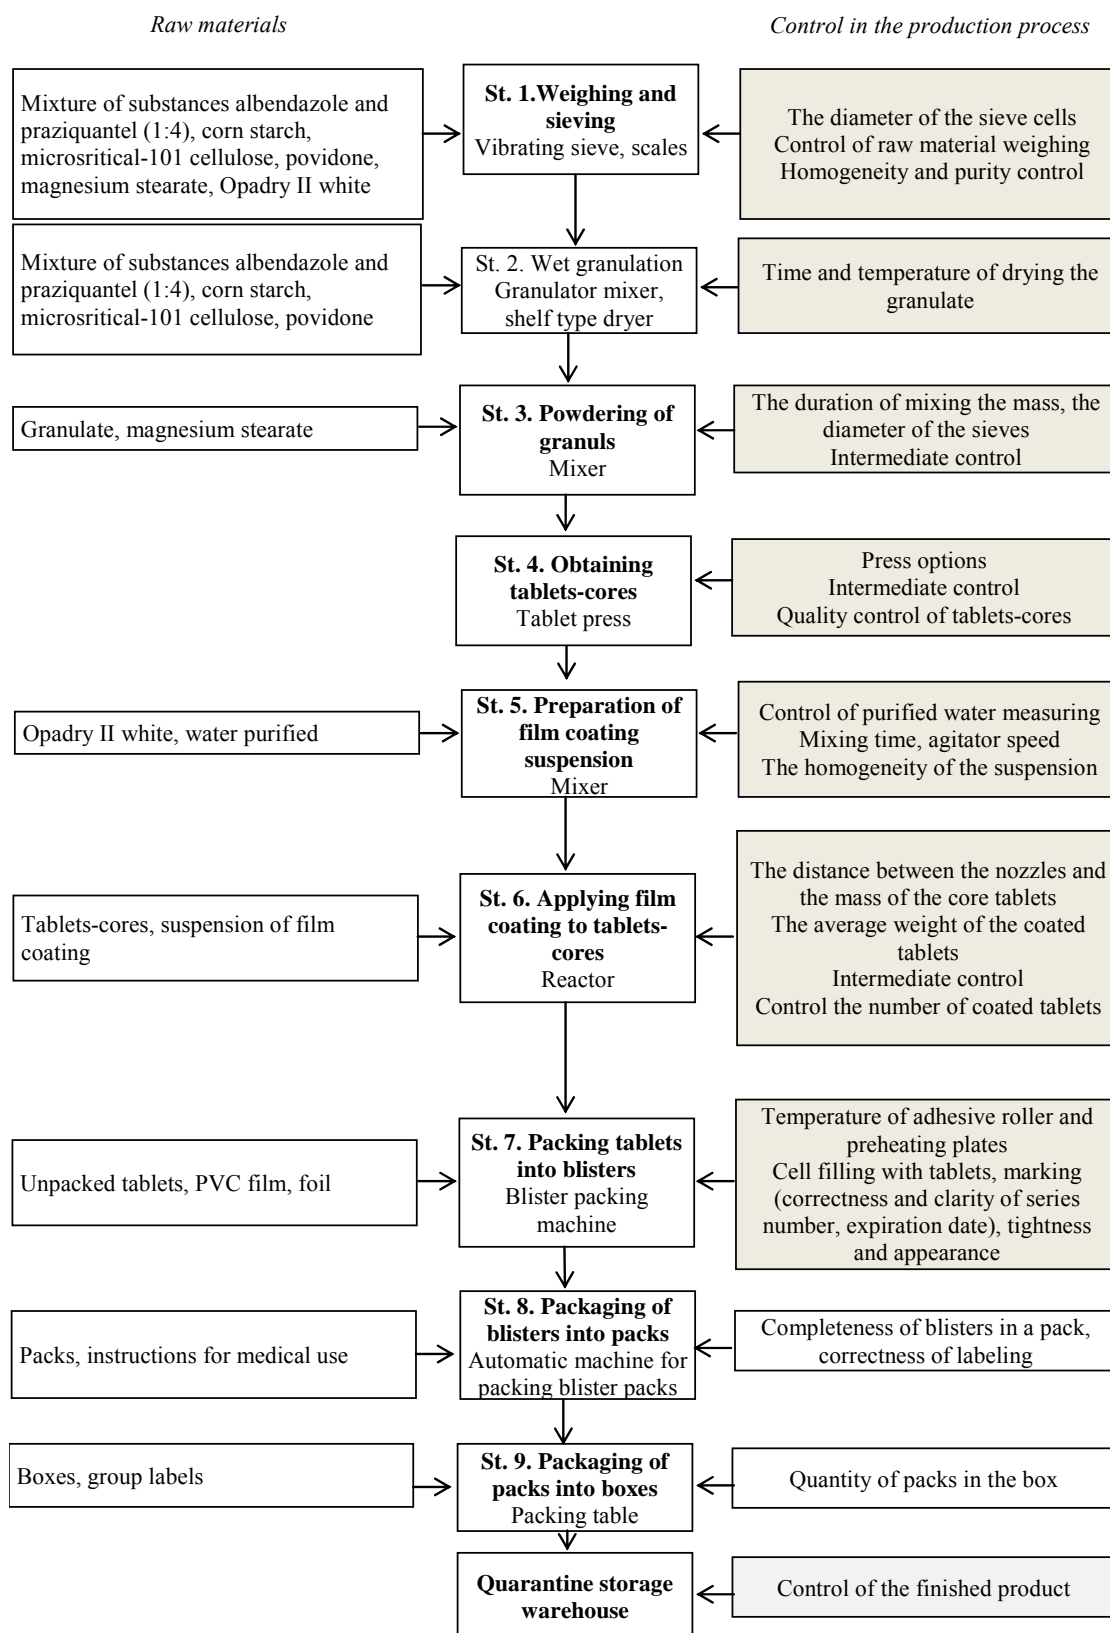 Raw materials
Control in the production process
Mixture of substances albendazole and
praziquantel (1:4), corn starch,
microsritical-101 cellulose, povidone,
magnesium stearate, Opadry II white
St. 1.Weighing and
sieving
Vibrating sieve, scales
The diameter of the sieve cells
Control of raw material weighing
Homogeneity and purity control
Mixture of substances albendazole and
praziquantel (1:4), corn starch,
microsritical-101 cellulose, povidone
St. 2. Wet granulation
Granulator mixer,
shelf type dryer
Time and temperature of drying the
granulate
Granulate, magnesium stearate
St. 3. Powdering of
granuls
Mixer
The duration of mixing the mass, the
diameter of the sieves
Intermediate control
St. 4. Obtaining
tablets-cores
Tablet press
Press options
Intermediate control
Quality control of tablets-cores
Opadry II white, water purified
St. 5. Preparation of
film coating
suspension
Mixer
Control of purified water measuring
Mixing time, agitator speed
The homogeneity of the suspension
Tablets-cores, suspension of film
coating
St. 6. Applying film
coating to tablets-
cores
Reactor
The distance between the nozzles and
the mass of the core tablets
The average weight of the coated
tablets
Intermediate control
Control the number of coated tablets
Unpacked tablets, PVC film, foil
St. 7. Packing tablets
into blisters
Blister packing
machine
Temperature of adhesive roller and
preheating plates
Cell filling with tablets, marking
(correctness and clarity of series
number, expiration date), tightness
and appearance
Packs, instructions for medical use
St. 8. Packaging of
blisters into packs
Automatic machine for
packing blister packs
Completeness of blisters in a pack,
correctness of labeling
Boxes, group labels
St. 9. Packaging of
packs into boxes
Packing table
Quantity of packs in the box
Quarantine storage
warehouse
Control of the finished product